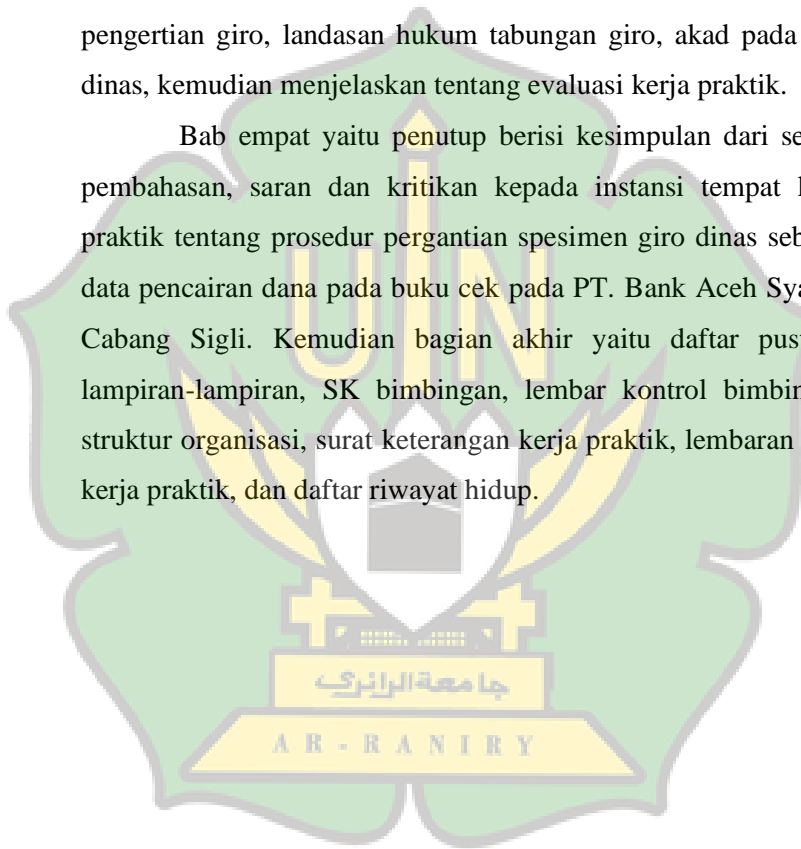 pengertian giro, landasan hukum tabungan giro, akad pada
dinas, kemudian menjelaskan tentang evaluasi kerja praktik.
Bab empat yaitu penutup berisi kesimpulan dari se
pembahasan, saran dan kritikan kepada instansi tempat
praktik tentang prosedur pergantian spesimen giro dinas seb
data pencairan dana pada buku cek pada PT. Bank Aceh Sya
Cabang Sigli. Kemudian bagian akhir yaitu daftar pus
lampiran-lampiran, SK bimbingan, lembar kontrol bimbin
struktur organisasi, surat keterangan kerja praktik, lembaran
kerja praktik, dan daftar riwayat hidup.
UIN
جامعة الرانري
AR-RANIRY